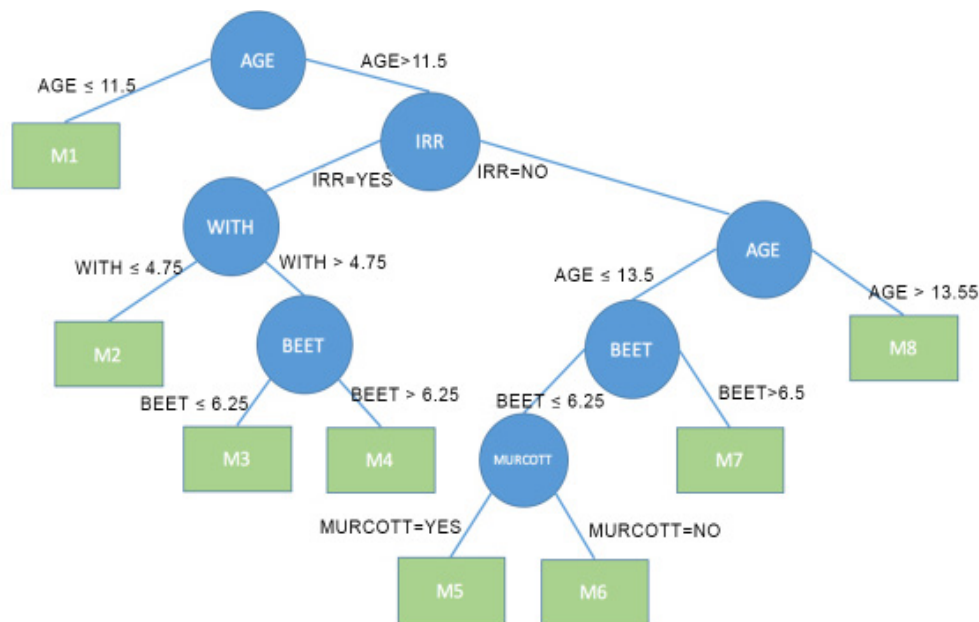 AGE
AGE ≤ 11.5
AGE>11.5
M1
IRR
IRR=YES
IRR=NO
WITH
AGE
WITH ≤ 4.75
WITH > 4.75
AGE ≤ 13.5
AGE > 13.55
M2
BEET
BEET
M8
BEET ≤ 6.25
BEET > 6.25
BEET ≤ 6.25
BEET>6.5
M3
M4
MURCOTT
M7
MURCOTT=YES
MURCOTT=NO
M5
M6